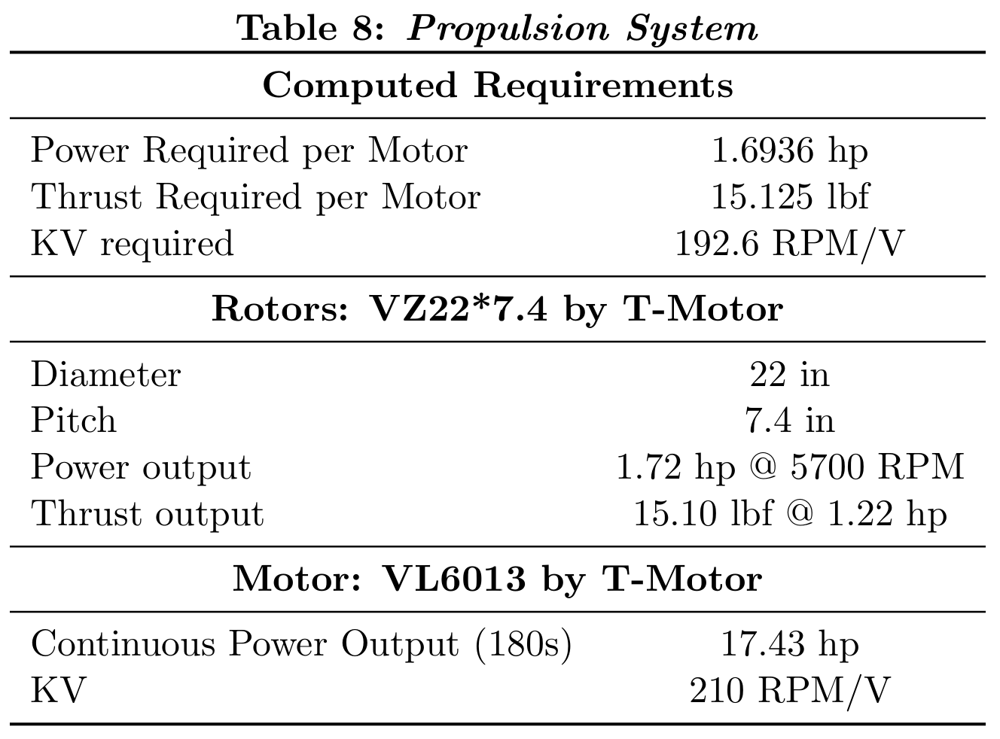 Table 8: Propulsion System
Computed Requirements
Power Required per Motor 1.6936 hp
Thrust Required per Motor 15.125 lbf
KV required 192.6 RPM/V
Rotors: VZ22*7.4 by T-Motor
Diameter 22 in
Pitch 7.4 in
Power output 1.72 hp @ 5700 RPM
Thrust output 15.10 lbf @ 1.22 hp
Motor: VL6013 by T-Motor
Continuous Power Output (180s) 17.43 hp
KV 210 RPM/V